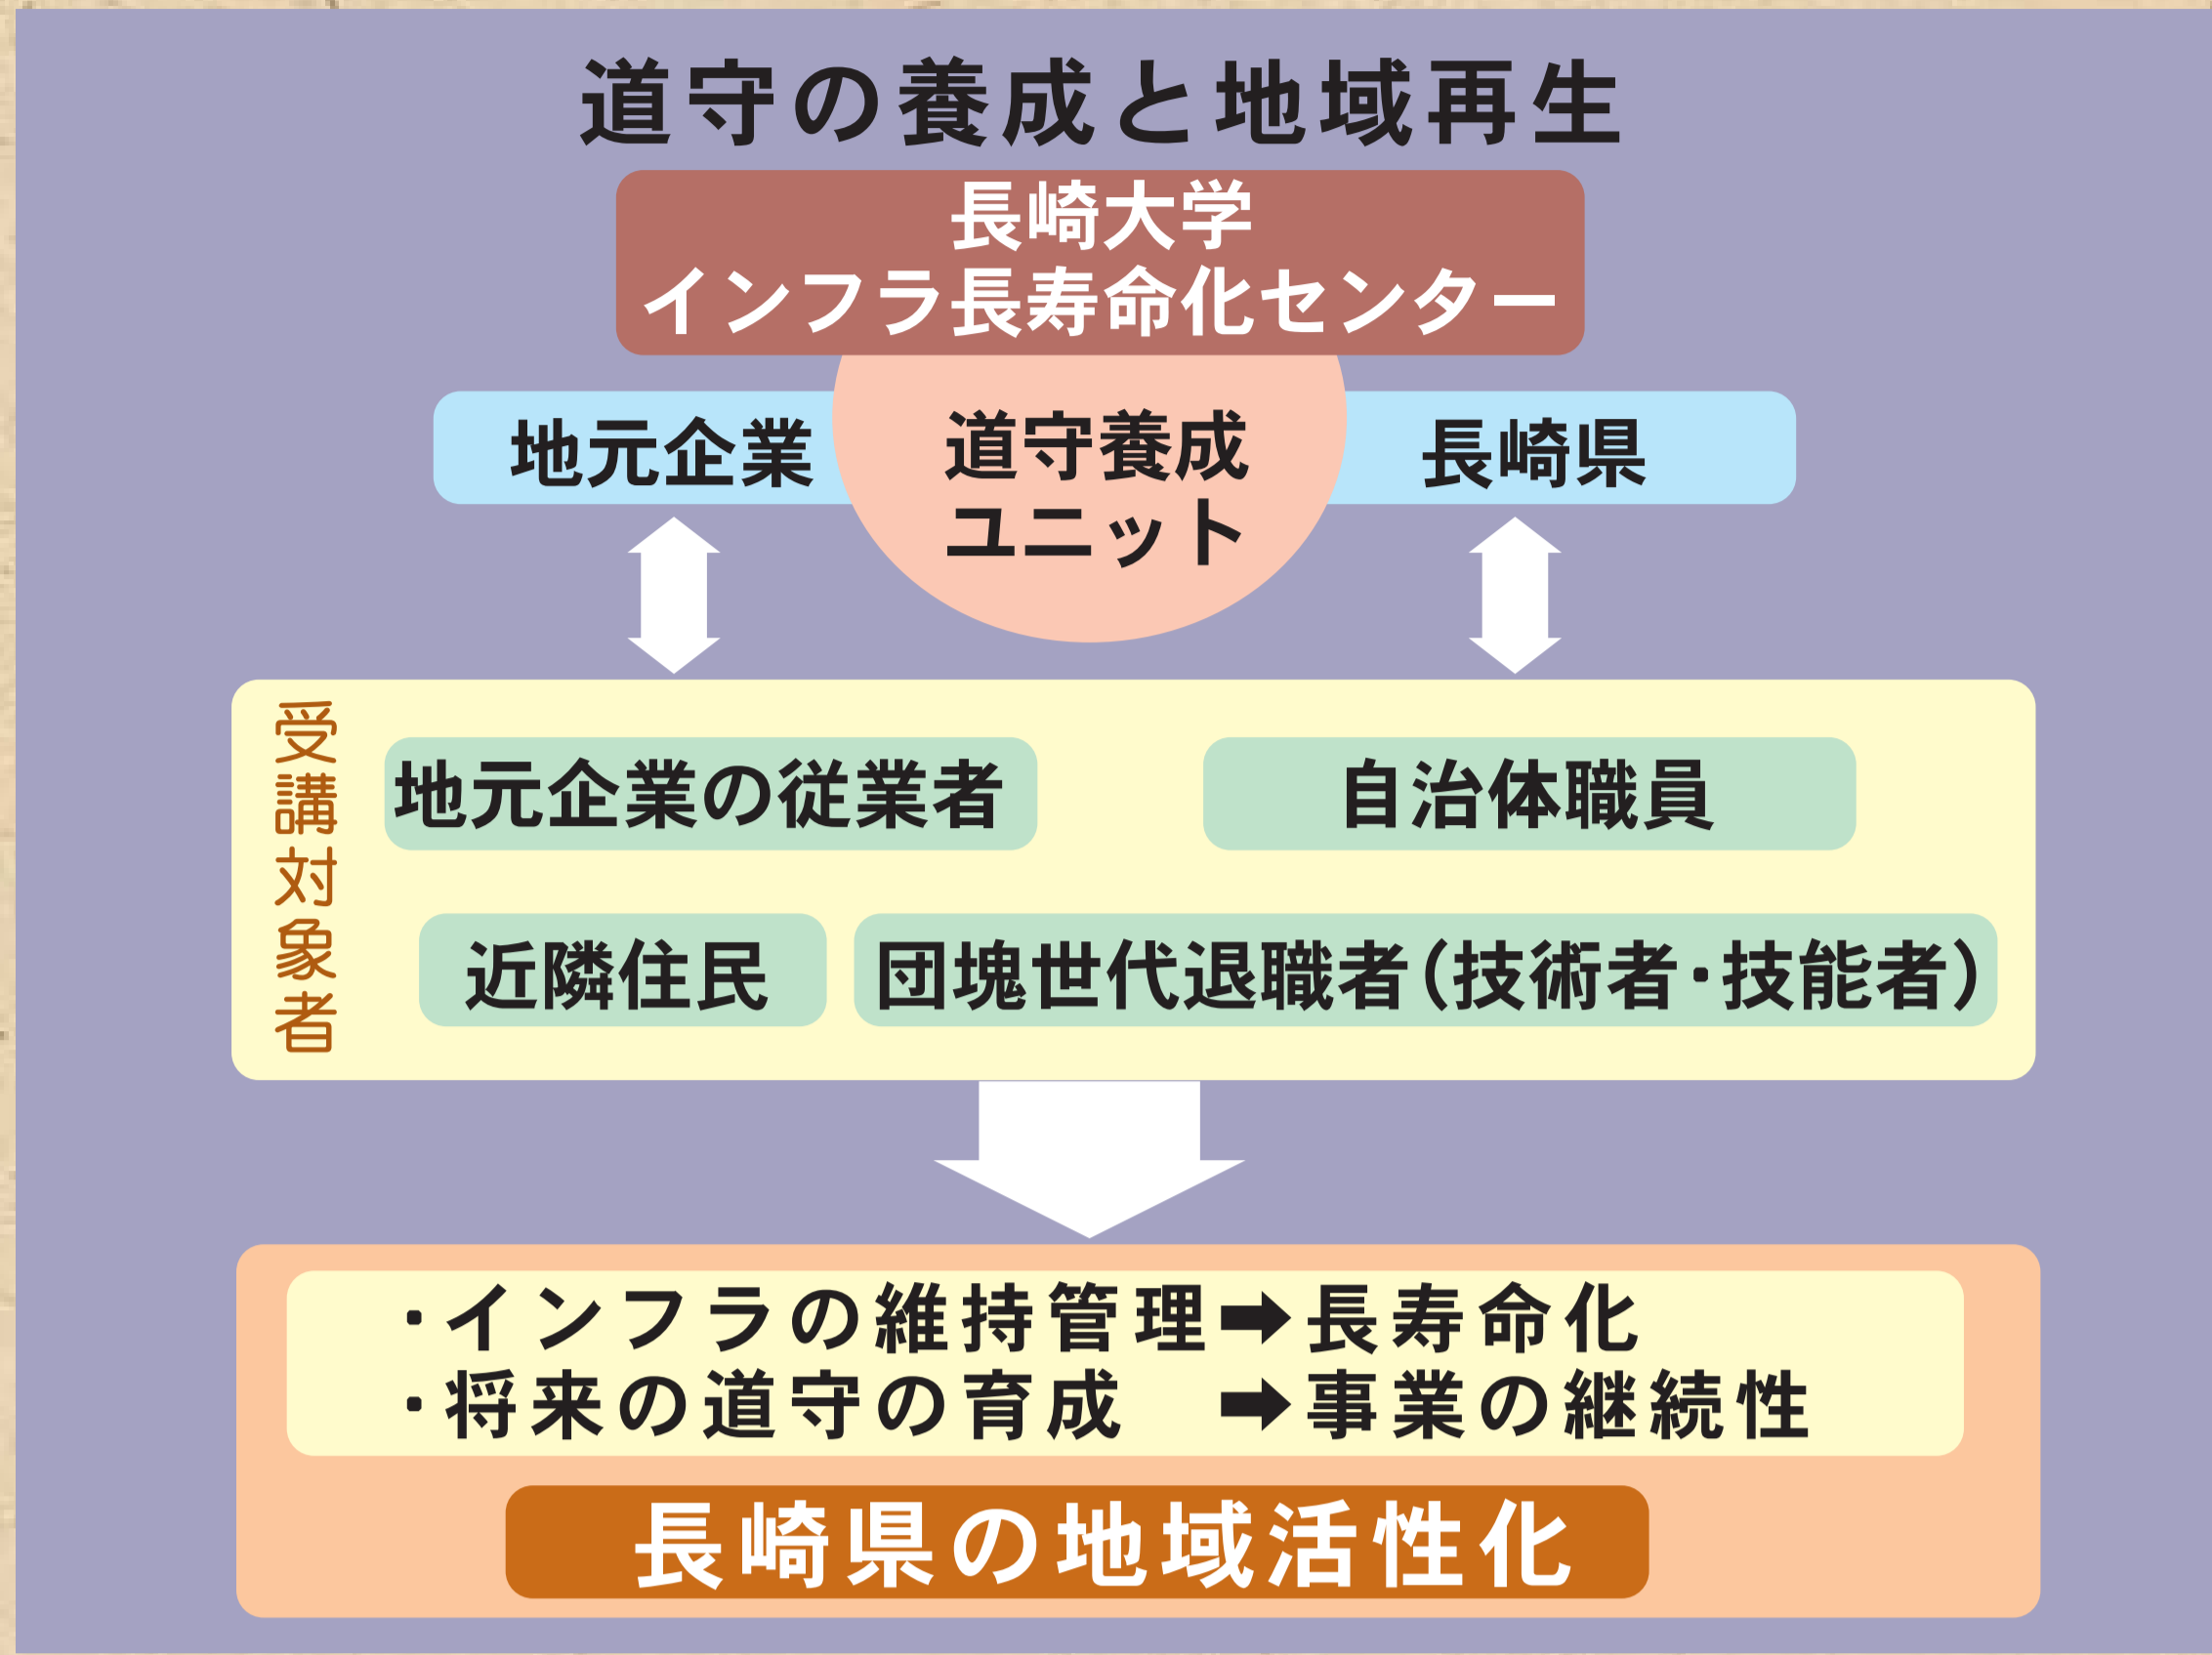 道守の養成と地域再生
長崎大学
インフラ長寿命化センター
地元企業
道守養成
ユニット
長崎県
受講対象者
地元企業の従業者
自治体職員
近隣住民
団塊世代退職者(技術者・技能者)
・インフラの維持管理➡長寿命化
・将来の道守の育成 ➡事業の継続性
長崎県の地域活性化